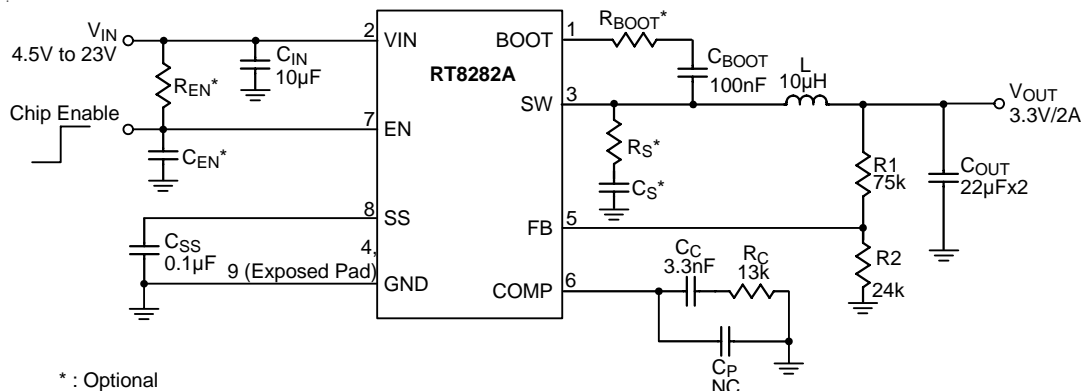 VIN
4.5V to 23V
REN*
Chip Enable
CEN*
CIN
10µF
2
VIN
7
EN
8
SS
CSS
0.1µF
4,
9 (Exposed Pad)
GND
RT8282A
BOOT
1
SW
3
FB
5
COMP
6
RBOOT*
CBOOT
100nF
L
10µH
RS*
CS*
VOUT
3.3V/2A
R1
75k
COUT
22µFx2
R2
24k
CC
3.3nF
RC
13k
CP
NC
* : Optional